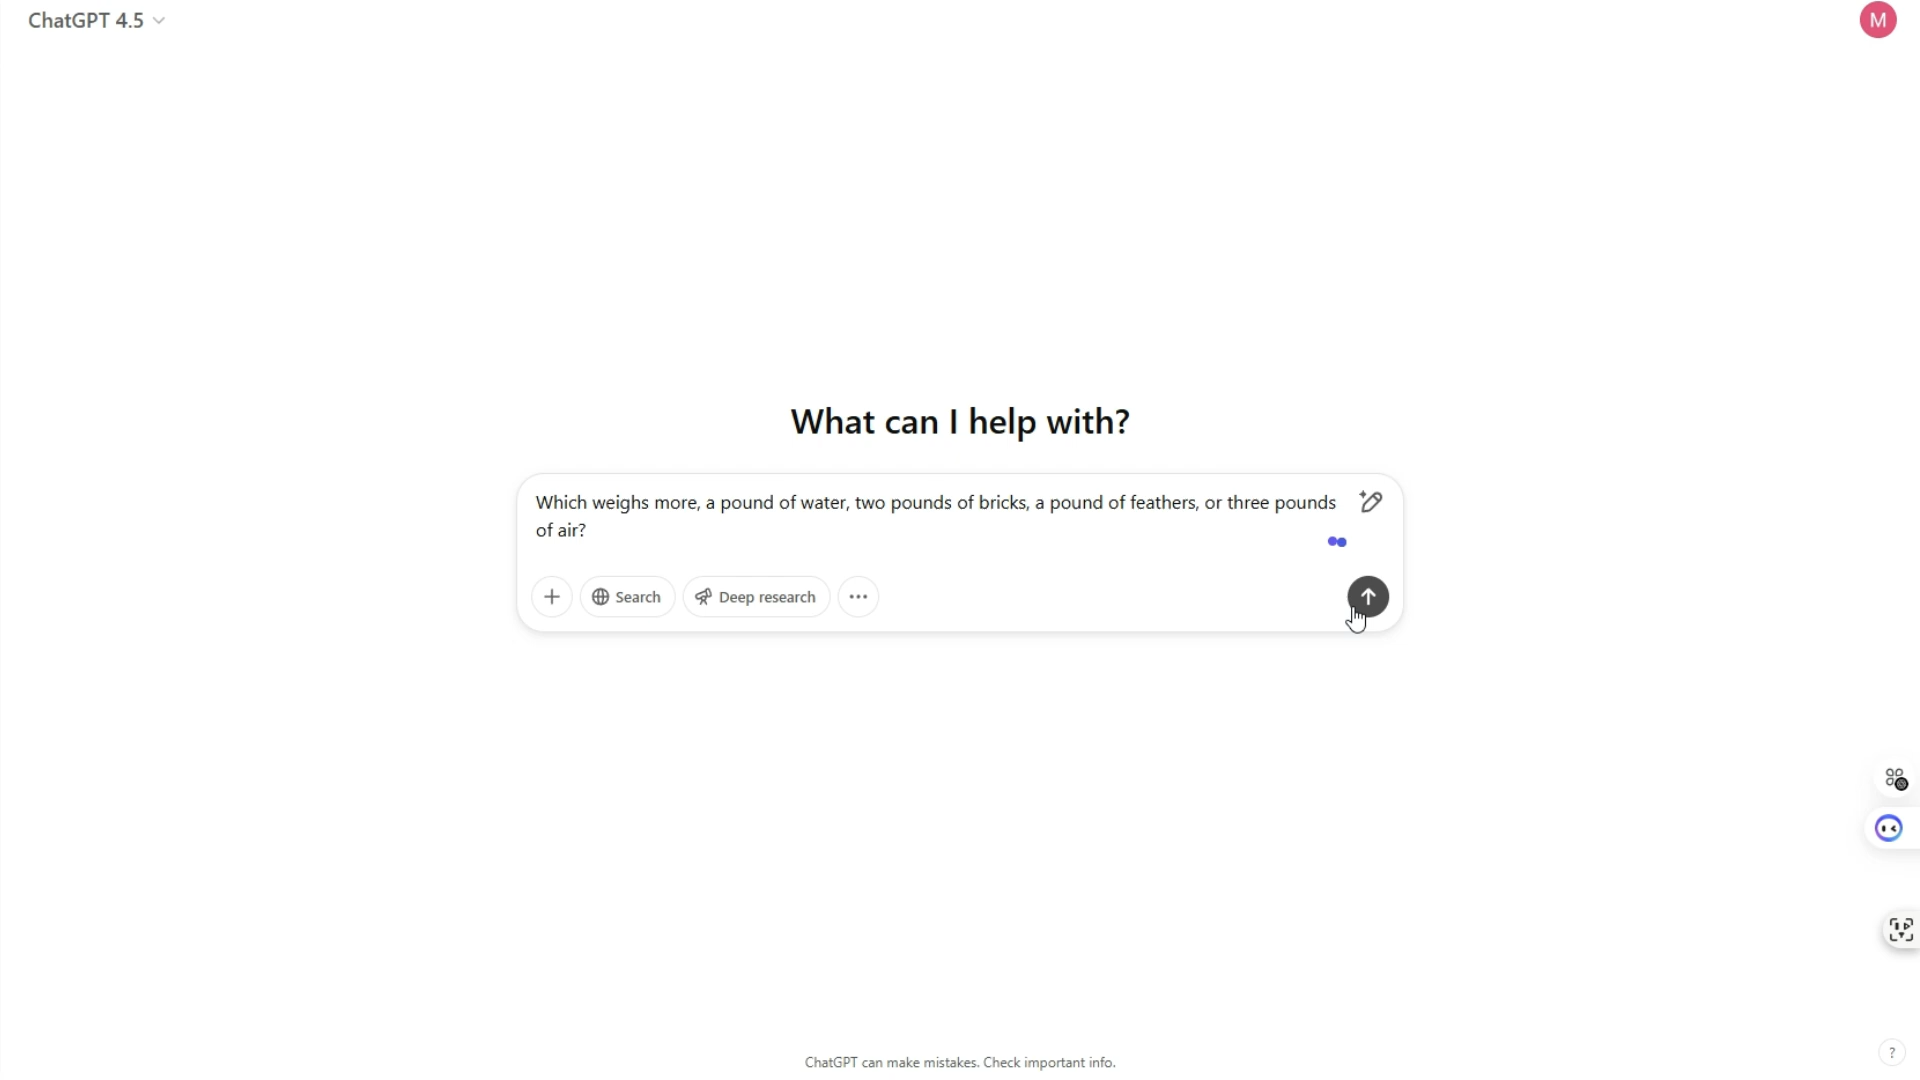 ChatGPT 4.5
M
What can I help with?
Which weighs more, a pound of water, two pounds of bricks, a pound of feathers, or three pounds
of air?
Search
Deep research
ChatGPT can make mistakes. Check important info.
?